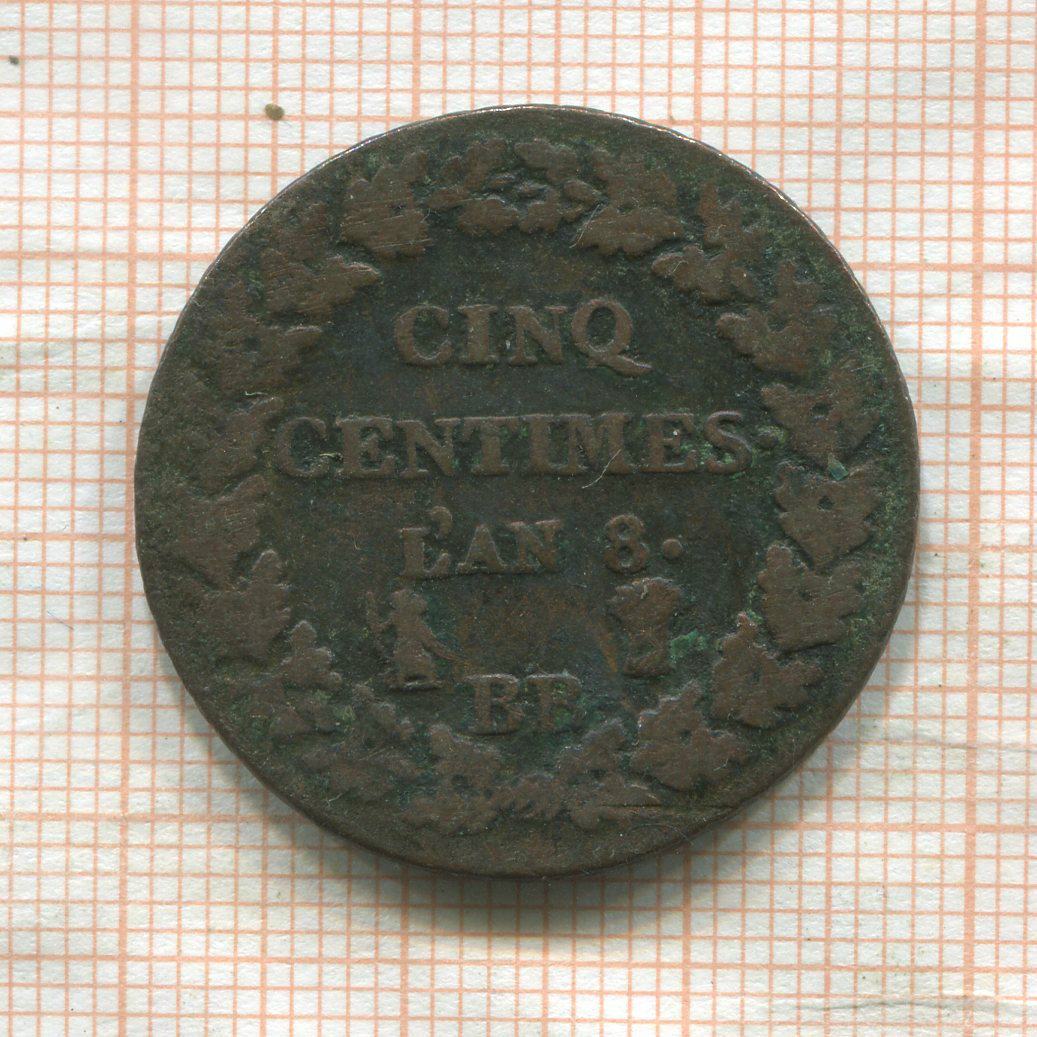 CINQ
CENTIMES.
L'AN 8.
BB